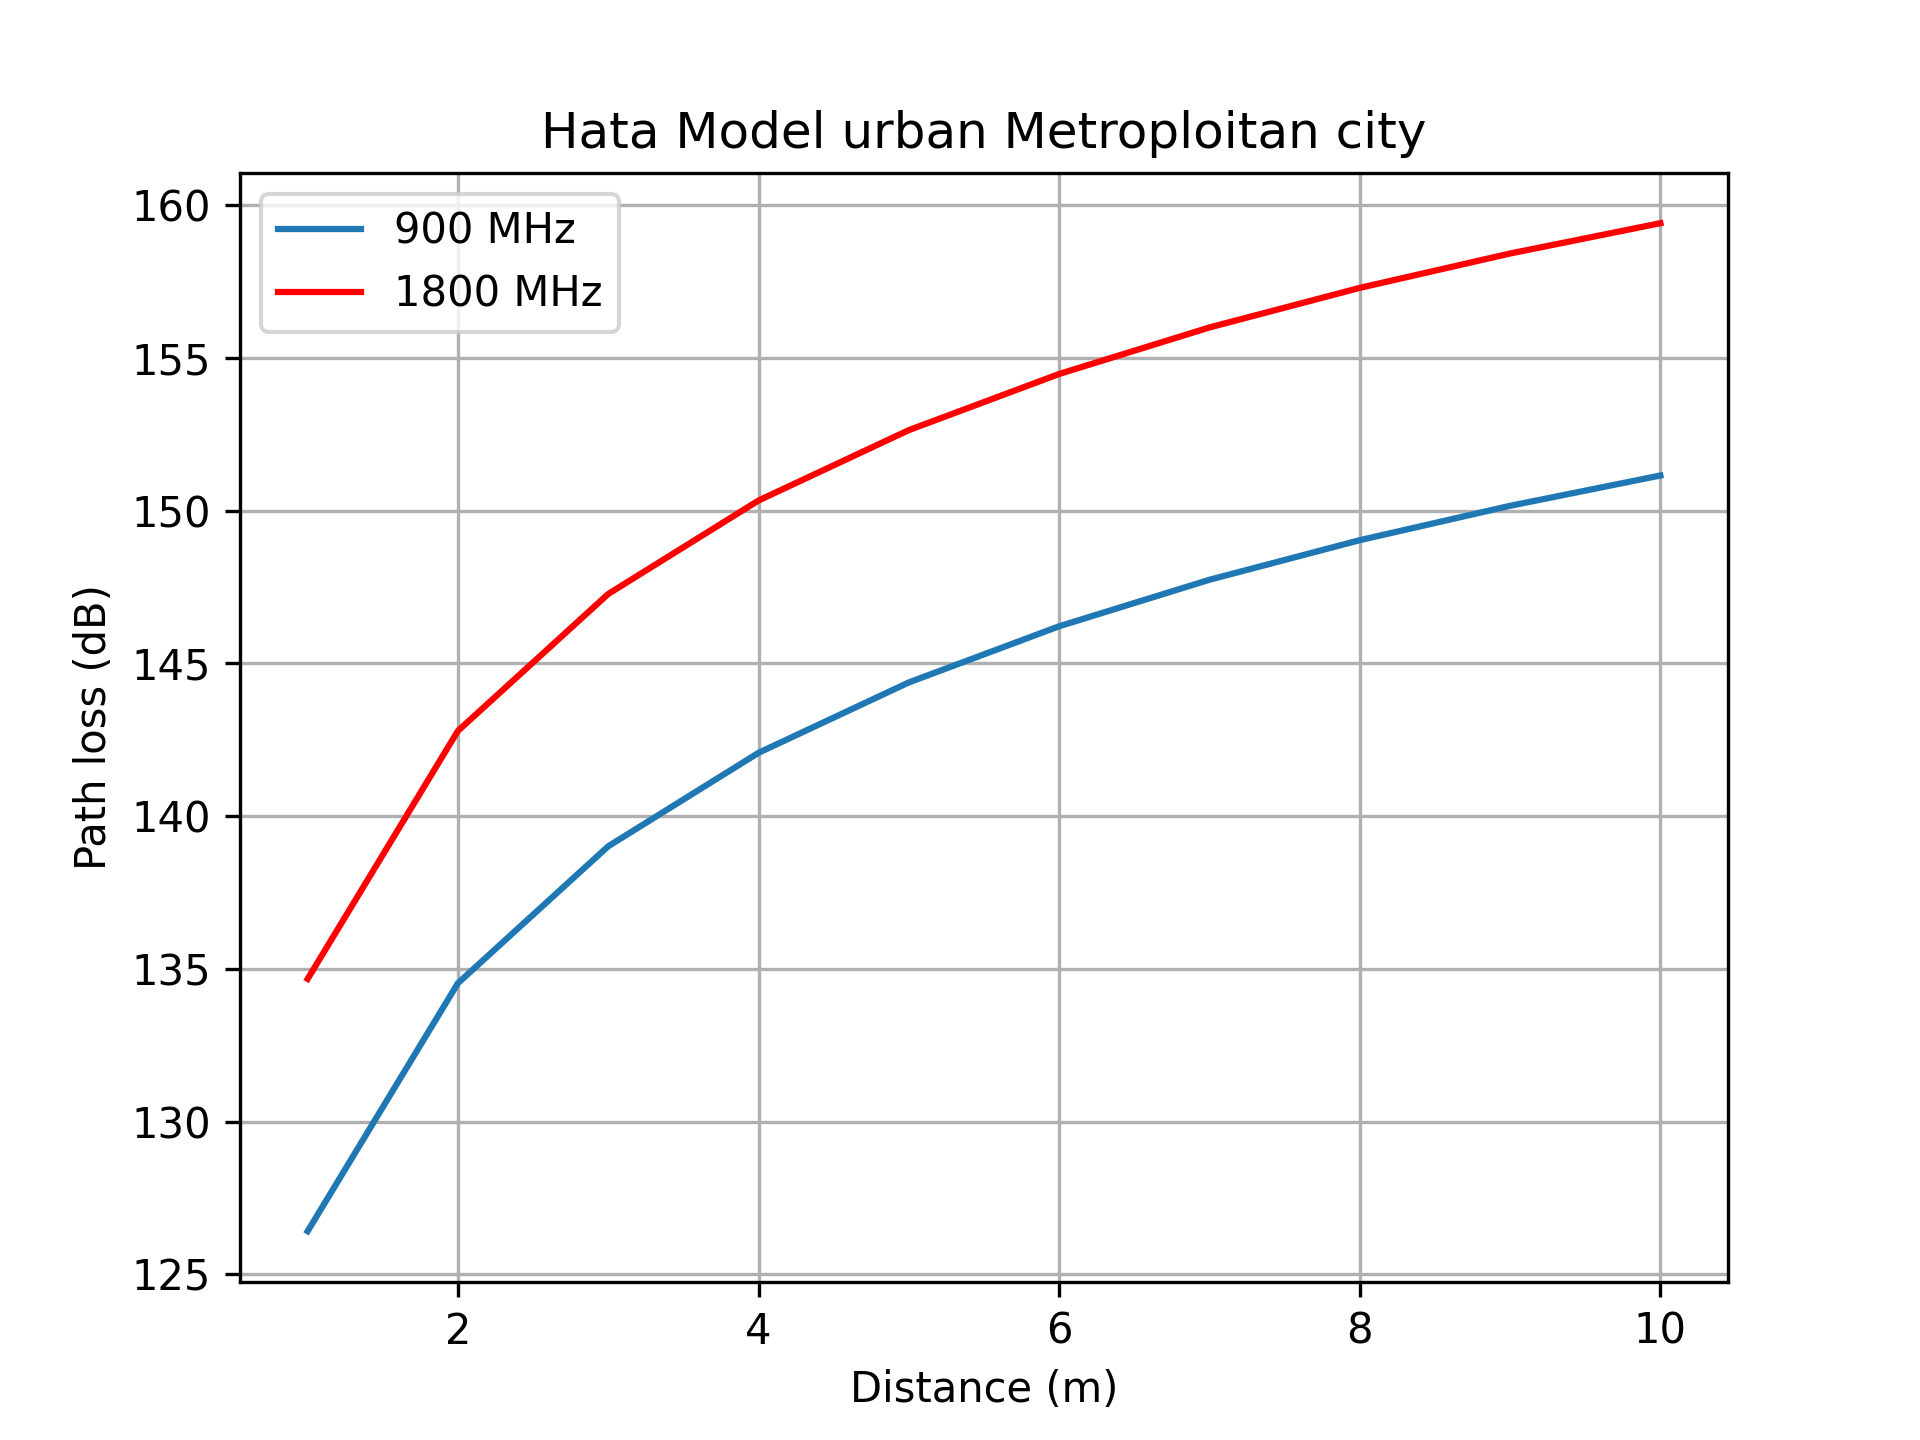 Hata Model urban Metroploitan city
900 MHz
1800 MHz
160
155
150
145
140
135
130
125
Path loss (dB)
2 4 6 8 10
Distance (m)